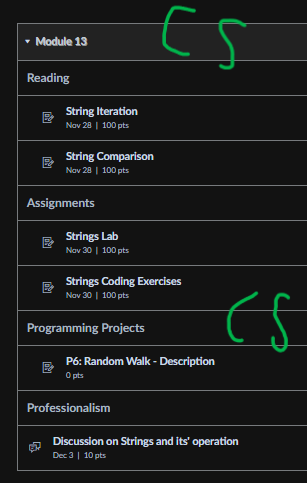 CS
Module 13
Reading
String Iteration
Nov 28 | 100 pts
String Comparison
Nov 28 | 100 pts
Assignments
Strings Lab
Nov 30 | 100 pts
Strings Coding Exercises
Nov 30 | 100 pts
CS
Programming Projects
P6: Random Walk - Description
0 pts
Professionalism
Discussion on Strings and its' operation
Dec 3 | 10 pts